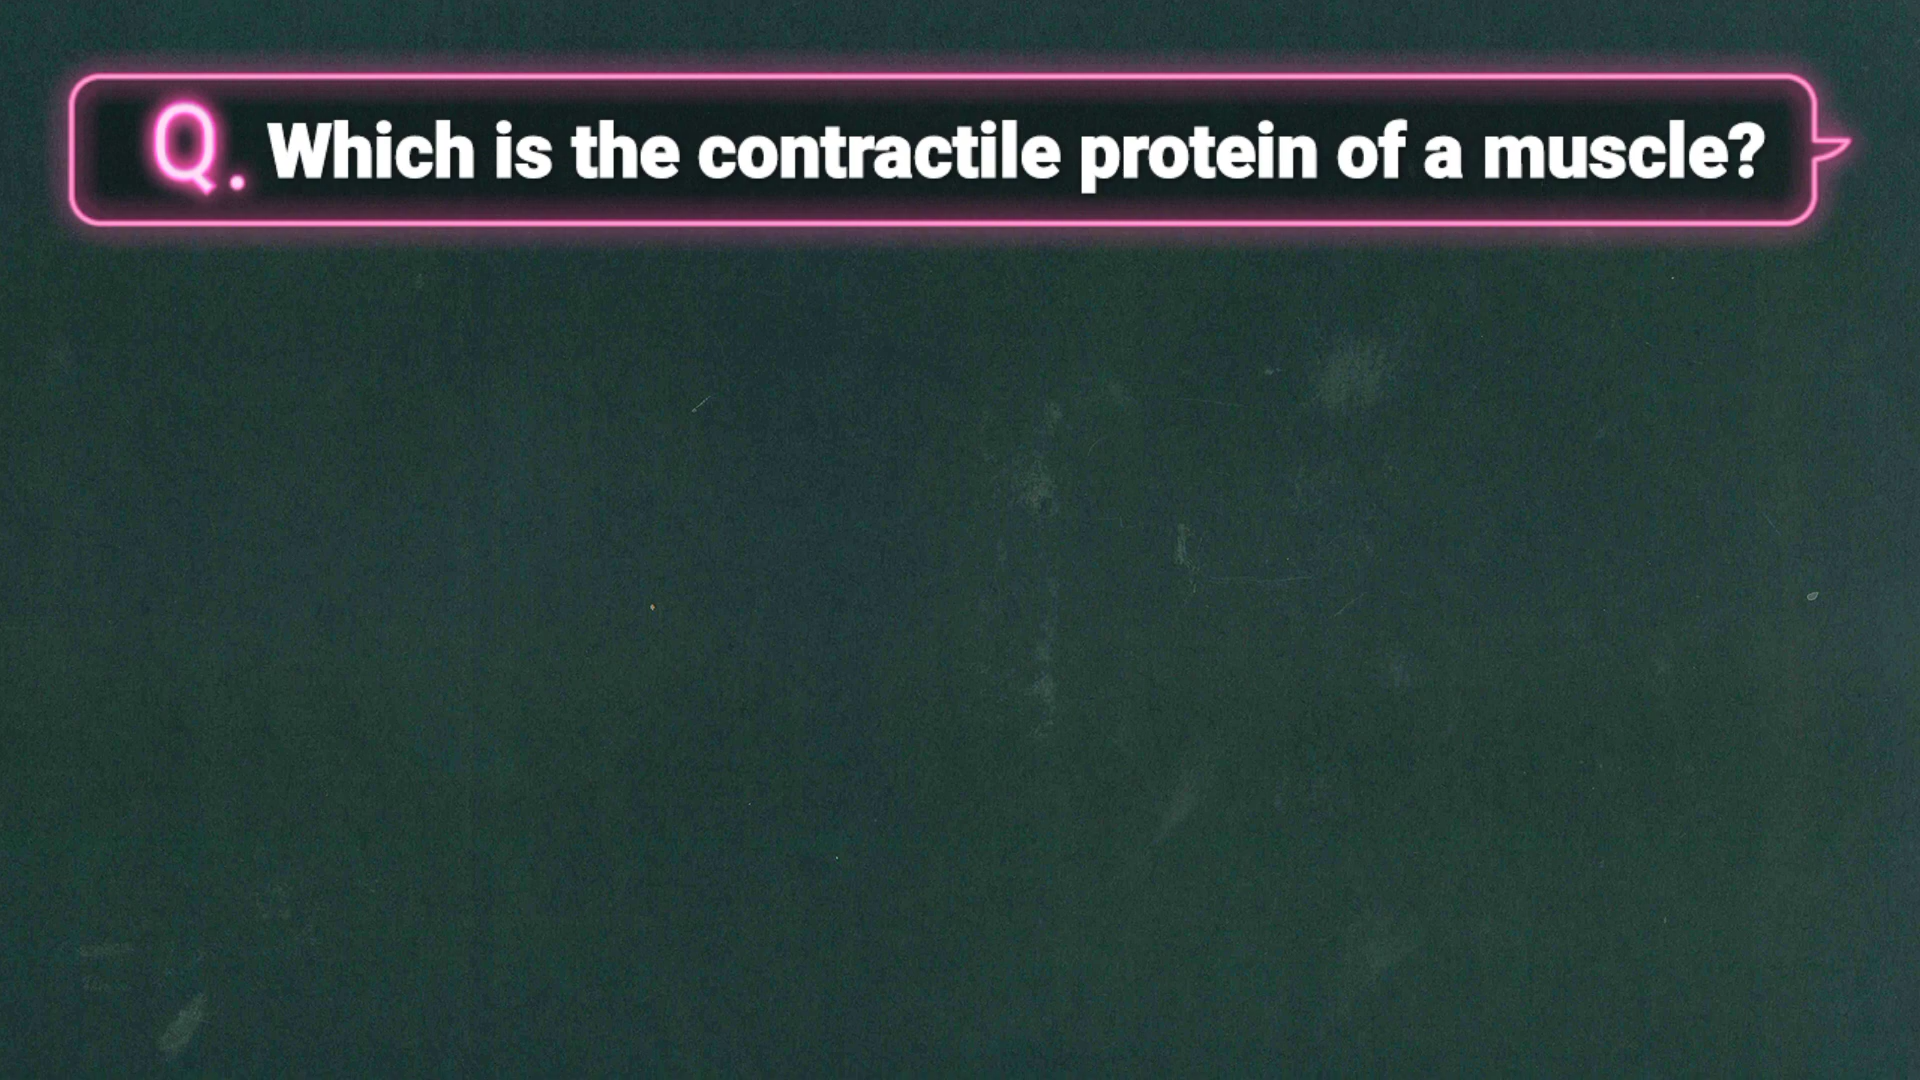 Q. Which is the contractile protein of a muscle?